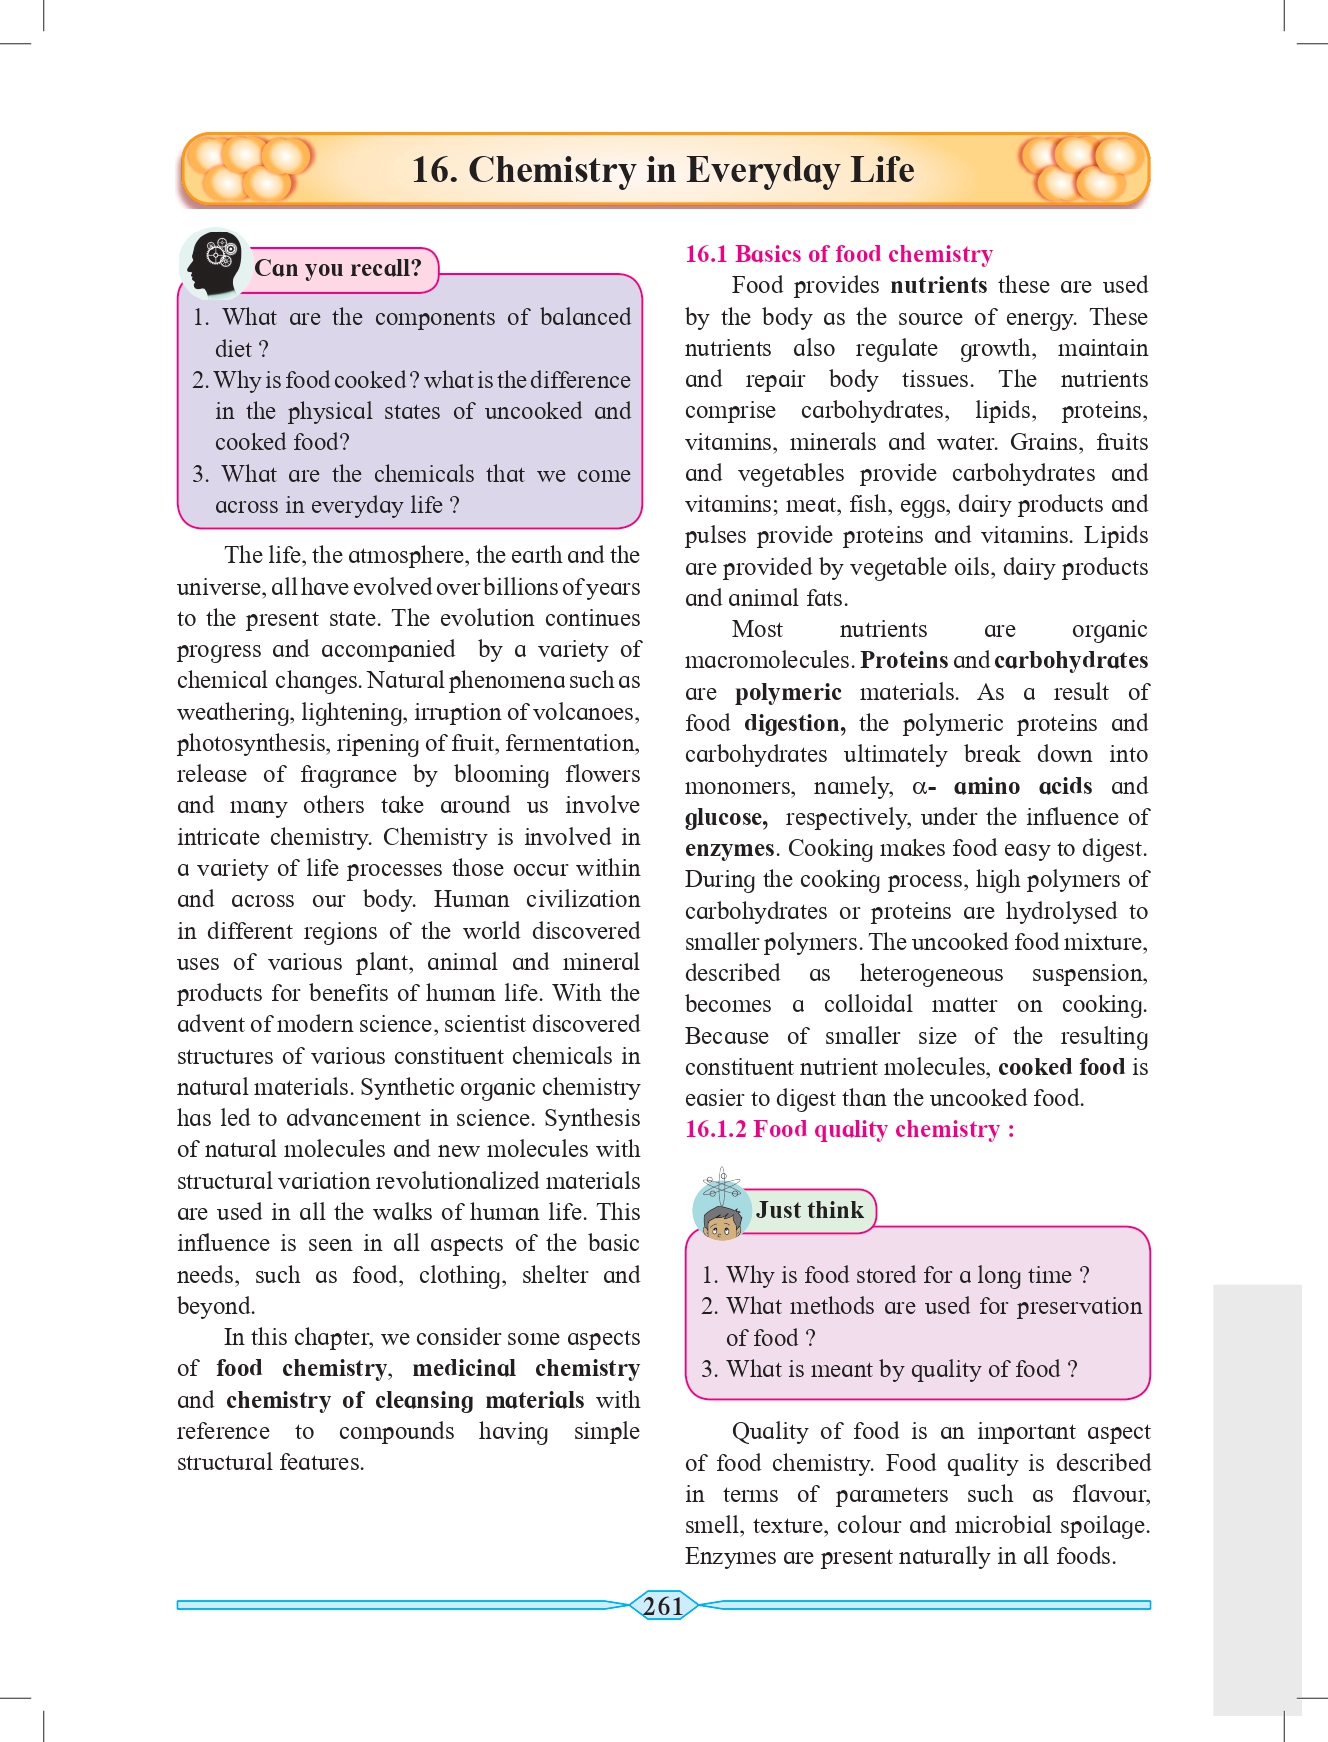 16. Chemistry in Everyday Life
Can you recall?
1. What are the components of balanced
diet ?
2. Why is food cooked ? what is the difference
in the physical states of uncooked and
cooked food?
3. What are the chemicals that we come
across in everyday life ?
The life, the atmosphere, the earth and the
universe, all have evolved over billions of years
to the present state. The evolution continues
progress and accompanied by a variety of
chemical changes. Natural phenomena such as
weathering, lightening, irruption of volcanoes,
photosynthesis, ripening of fruit, fermentation,
release of fragrance by blooming flowers
and many others take around us involve
intricate chemistry. Chemistry is involved in
a variety of life processes those occur within
and across our body. Human civilization
in different regions of the world discovered
uses of various plant, animal and mineral
products for benefits of human life. With the
advent of modern science, scientist discovered
structures of various constituent chemicals in
natural materials. Synthetic organic chemistry
has led to advancement in science. Synthesis
of natural molecules and new molecules with
structural variation revolutionalized materials
are used in all the walks of human life. This
influence is seen in all aspects of the basic
needs, such as food, clothing, shelter and
beyond.
In this chapter, we consider some aspects
of food chemistry, medicinal chemistry
and chemistry of cleansing materials with
reference to compounds having simple
structural features.
16.1 Basics of food chemistry
Food provides nutrients these are used
by the body as the source of energy. These
nutrients also regulate growth, maintain
and repair body tissues. The nutrients
comprise carbohydrates, lipids, proteins,
vitamins, minerals and water. Grains, fruits
and vegetables provide carbohydrates and
vitamins; meat, fish, eggs, dairy products and
pulses provide proteins and vitamins. Lipids
are provided by vegetable oils, dairy products
and animal fats.
Most nutrients are organic
macromolecules. Proteins and carbohydrates
are polymeric materials. As a result of
food digestion, the polymeric proteins and
carbohydrates ultimately break down into
monomers, namely, α- amino acids and
glucose, respectively, under the influence of
enzymes. Cooking makes food easy to digest.
During the cooking process, high polymers of
carbohydrates or proteins are hydrolysed to
smaller polymers. The uncooked food mixture,
described as heterogeneous suspension,
becomes a colloidal matter on cooking.
Because of smaller size of the resulting
constituent nutrient molecules, cooked food is
easier to digest than the uncooked food.
16.1.2 Food quality chemistry :
Just think
1. Why is food stored for a long time ?
2. What methods are used for preservation
of food ?
3. What is meant by quality of food ?
Quality of food is an important aspect
of food chemistry. Food quality is described
in terms of parameters such as flavour,
smell, texture, colour and microbial spoilage.
Enzymes are present naturally in all foods.
261